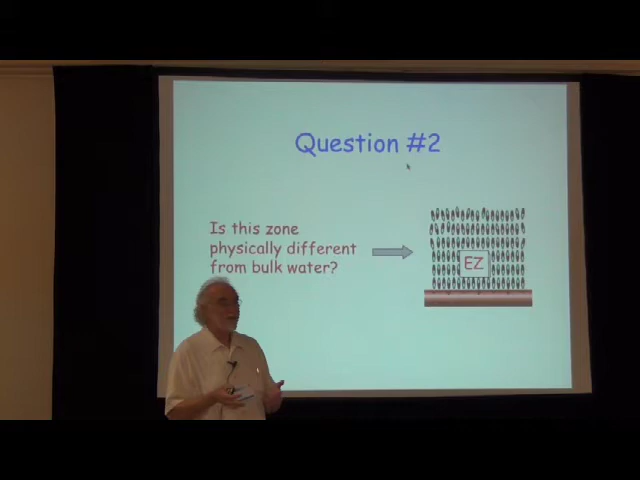 Question #2
Is this zone
physically different
from bulk water?
EZ